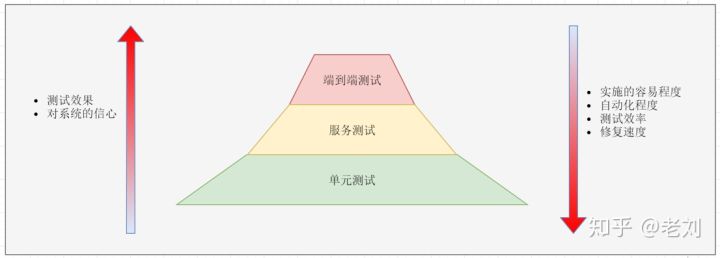 测试效果
对系统的信心
端到端测试
服务测试
单元测试
实施的容易程度
自动化程度
测试效率
修复速度
知乎 @老刘